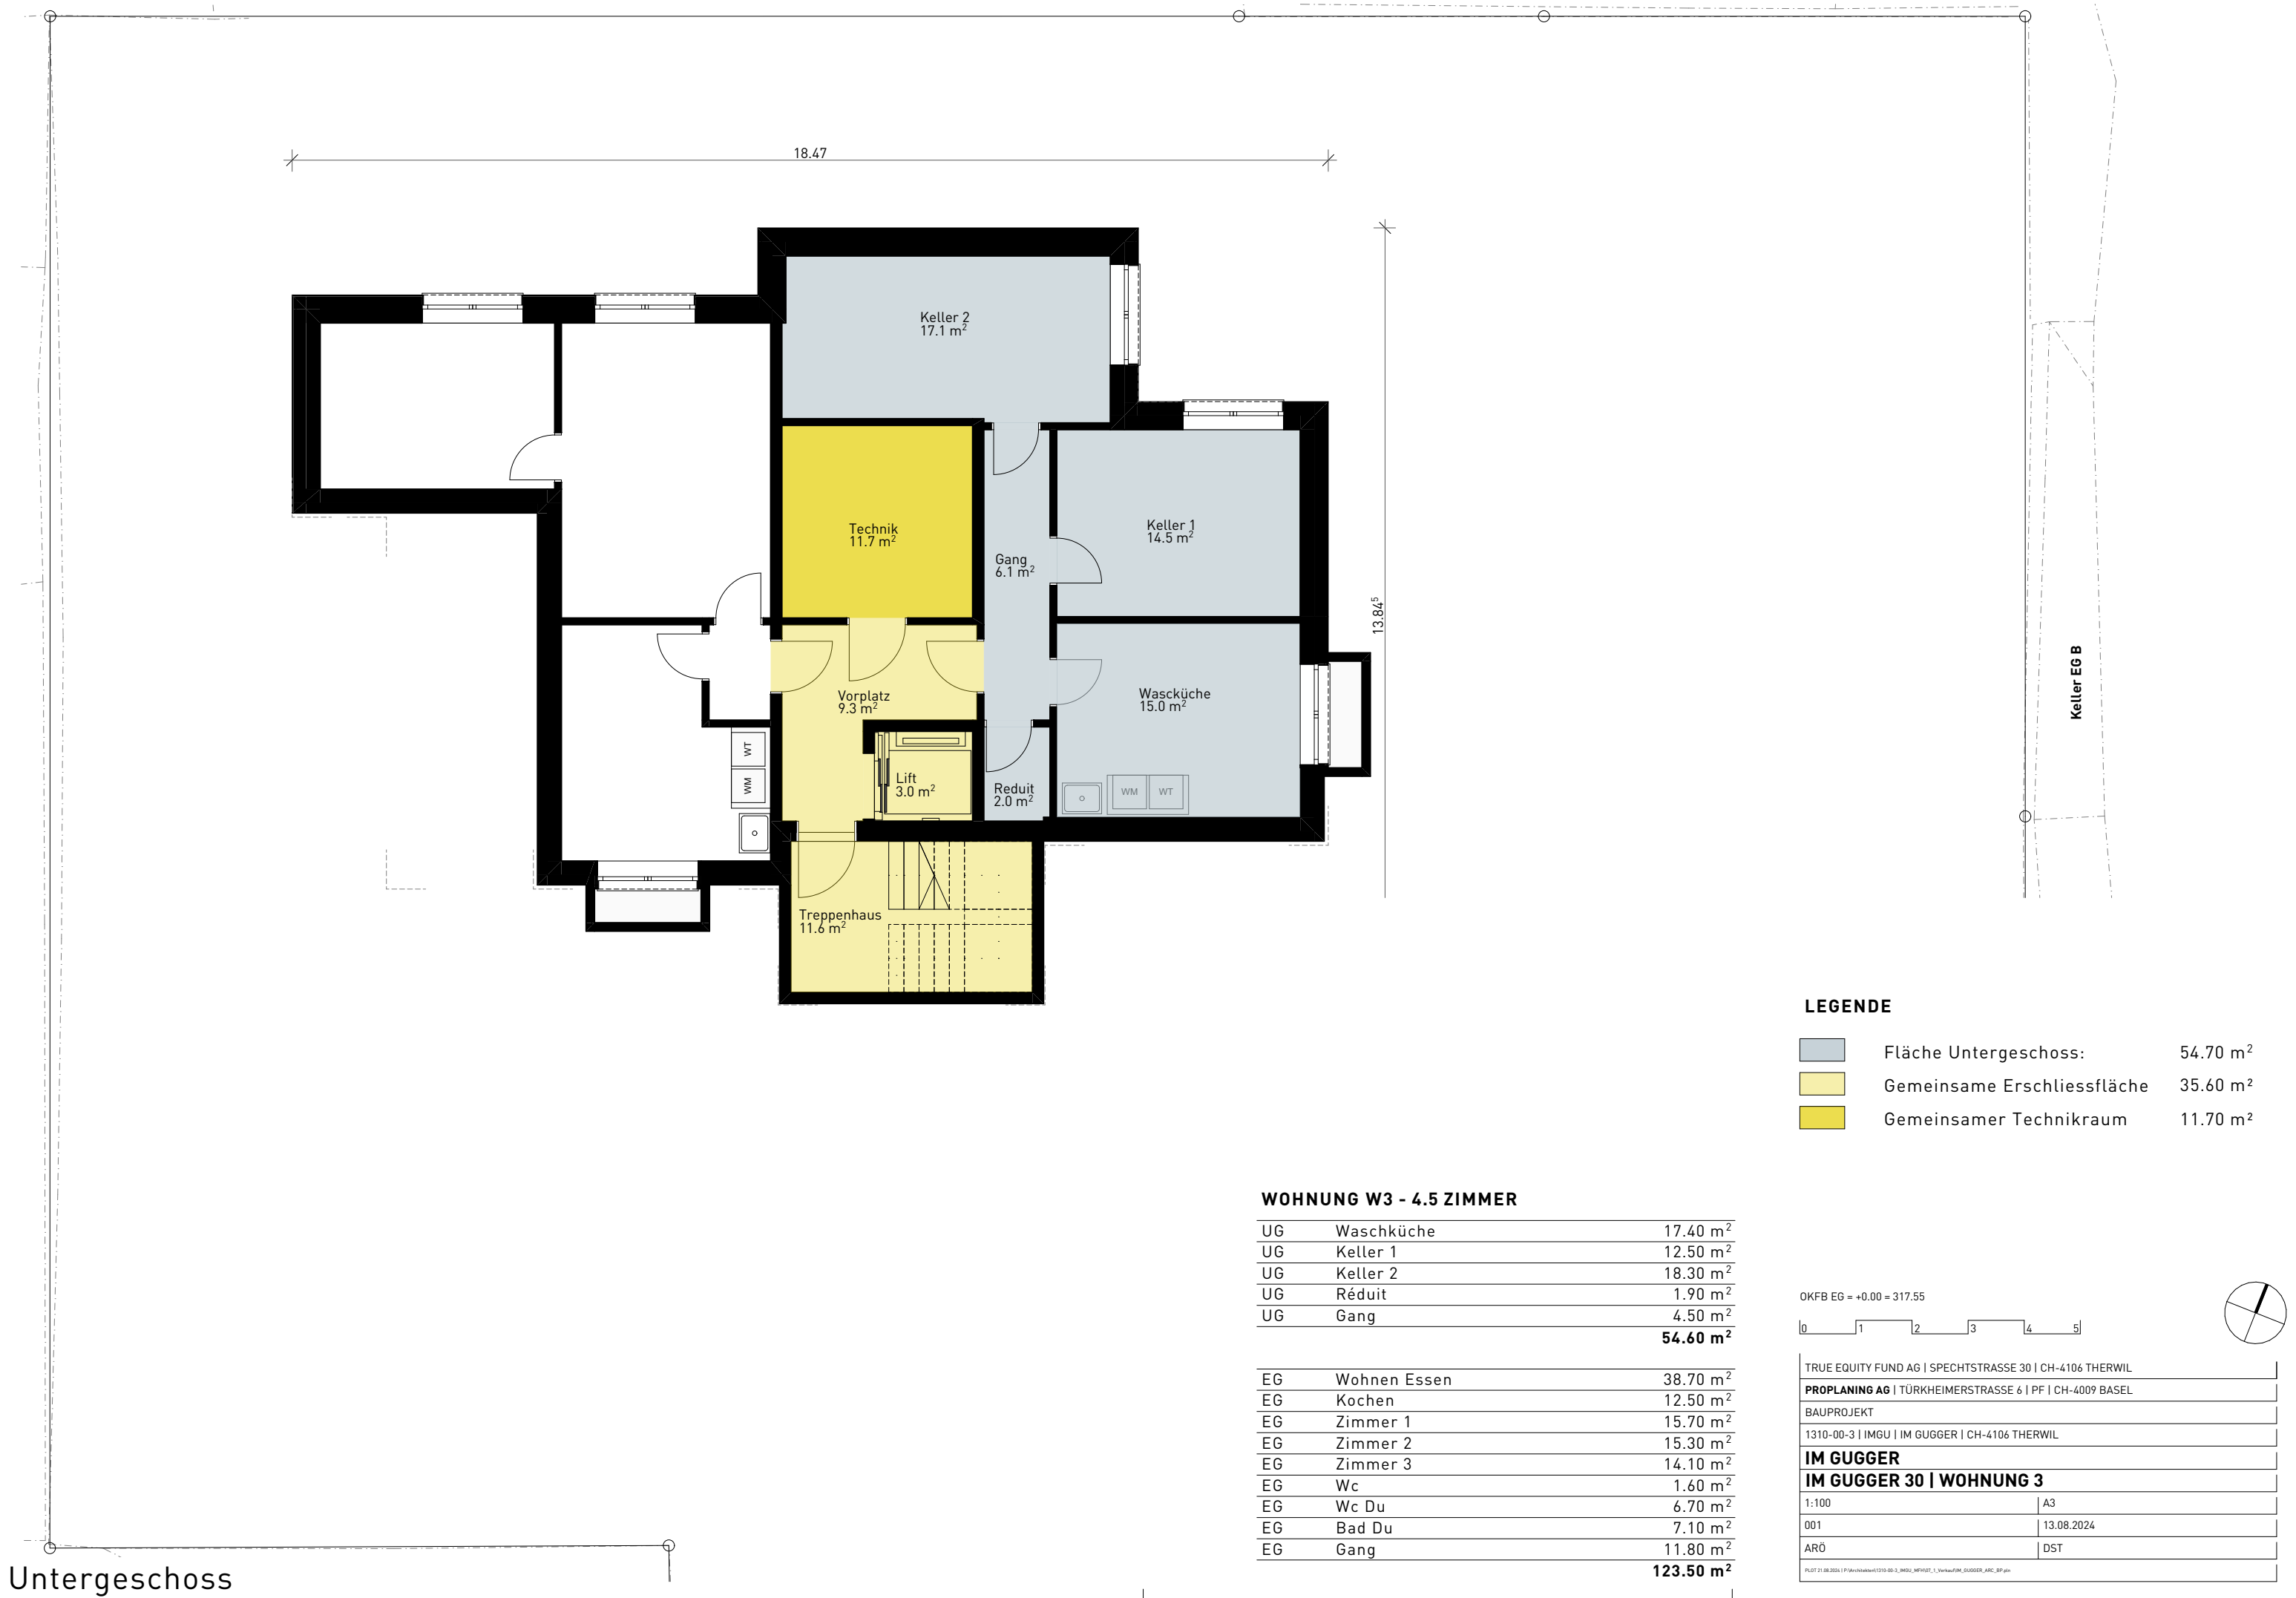 18.47
Keller 2
17.1 m²
Technik
11.7 m²
Gang
6.1 m²
Keller 1
14.5 m²
13.84⁵
Keller EG B
Vorplatz
9.3 m²
Wascküche
15.0 m²
WT
WM
Lift
3.0 m²
Reduit
2.0 m²
WM WT
Treppenhaus
11.6 m²
LEGENDE
Fläche Untergeschoss: 54.70 m²
Gemeinsame Erschliessfläche 35.60 m²
Gemeinsamer Technikraum 11.70 m²
WOHNUNG W3 - 4.5 ZIMMER
UG Waschküche 17.40 m²
UG Keller 1 12.50 m²
UG Keller 2 18.30 m²
UG Réduit 1.90 m²
UG Gang 4.50 m²
54.60 m²
EG Wohnen Essen 38.70 m²
EG Kochen 12.50 m²
EG Zimmer 1 15.70 m²
EG Zimmer 2 15.30 m²
EG Zimmer 3 14.10 m²
EG Wc 1.60 m²
EG Wc Du 6.70 m²
EG Bad Du 7.10 m²
EG Gang 11.80 m²
123.50 m²
OKFB EG = +0.00 = 317.55
0 1 2 3 4 5
TRUE EQUITY FUND AG | SPECHTSTRASSE 30 | CH-4106 THERWIL
PROPLANING AG | TÜRKHEIMERSTRASSE 6 | PF | CH-4009 BASEL
BAUPROJEKT
1310-00-3 | IMGU | IM GUGGER | CH-4106 THERWIL
IM GUGGER
IM GUGGER 30 | WOHNUNG 3
1:100 A3
001 13.08.2024
ARÖ DST
PLOT 21.08.2024
Untergeschoss